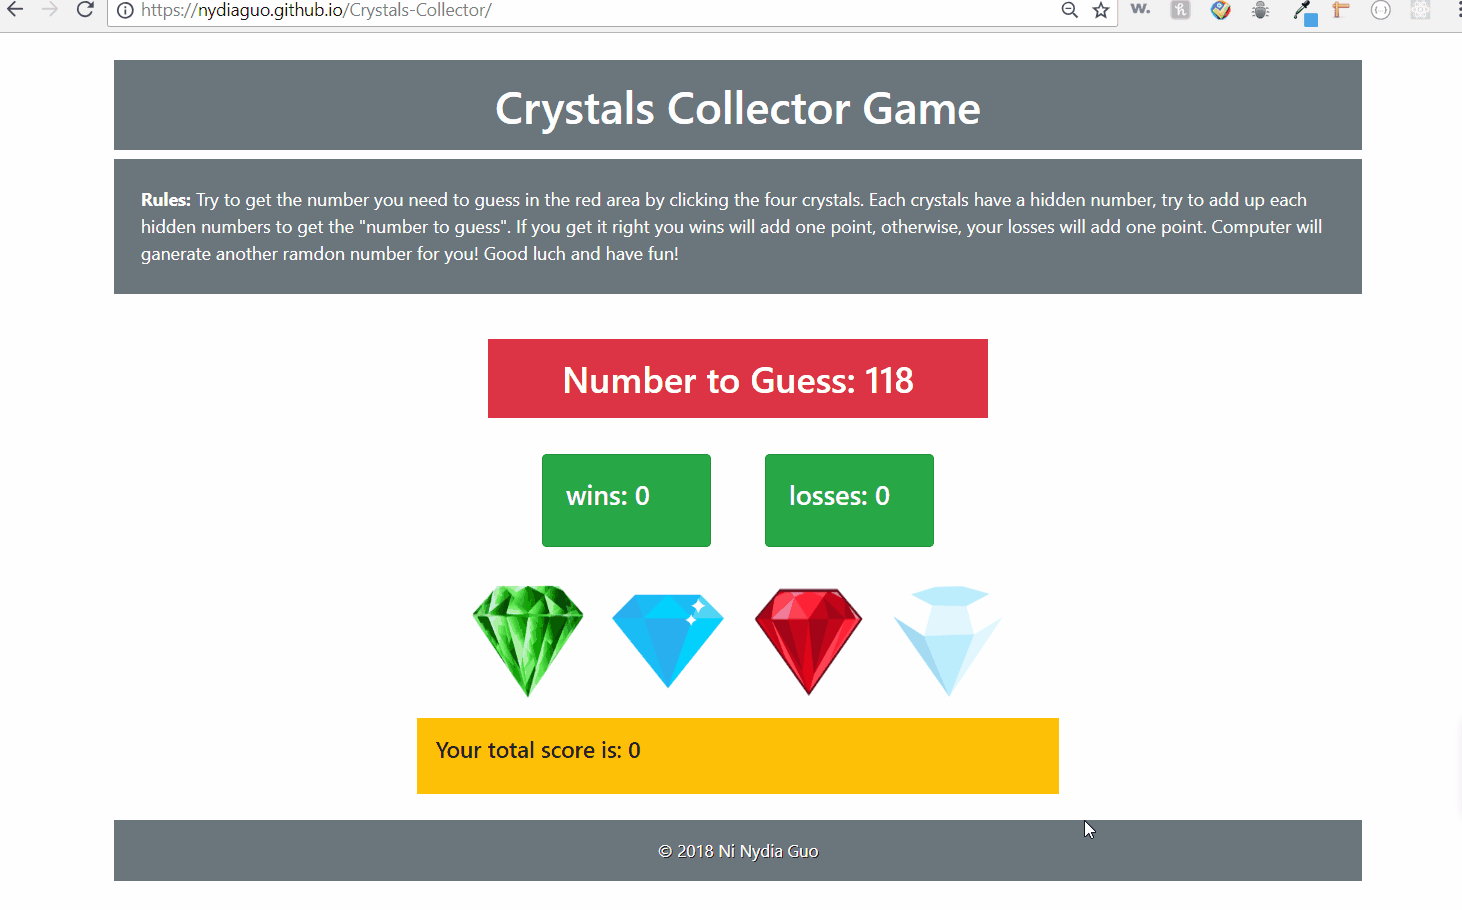 https://nydiaguo.github.io/Crystals-Collector/
w.
h
Crystals Collector Game
Rules: Try to get the number you need to guess in the red area by clicking the four crystals. Each crystals have a hidden number, try to add up each
hidden numbers to get the "number to guess". If you get it right you wins will add one point, otherwise, your losses will add one point. Computer will
ganerate another ramdon number for you! Good luch and have fun!
Number to Guess: 118
wins: 0
losses: 0
Your total score is: 0
© 2018 Ni Nydia Guo